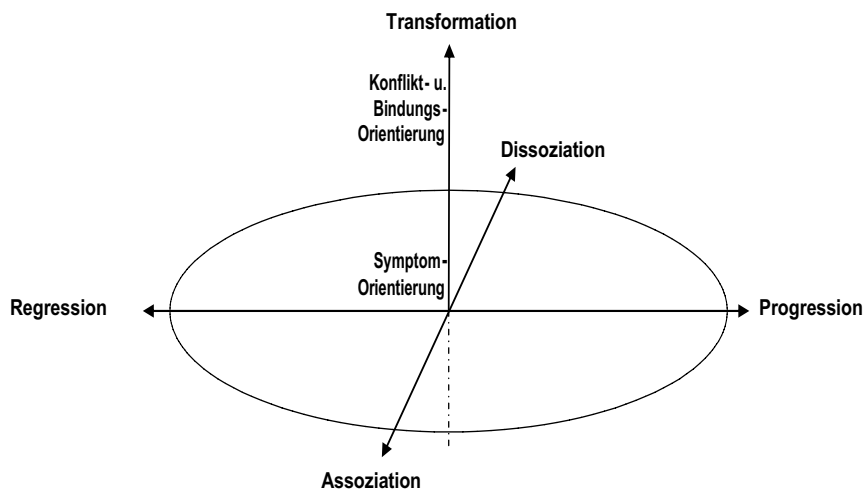 Transformation
Konflikt- u.
Bindungs-
Orientierung
Dissoziation
Symptom-
Orientierung
Regression
Progression
Assoziation